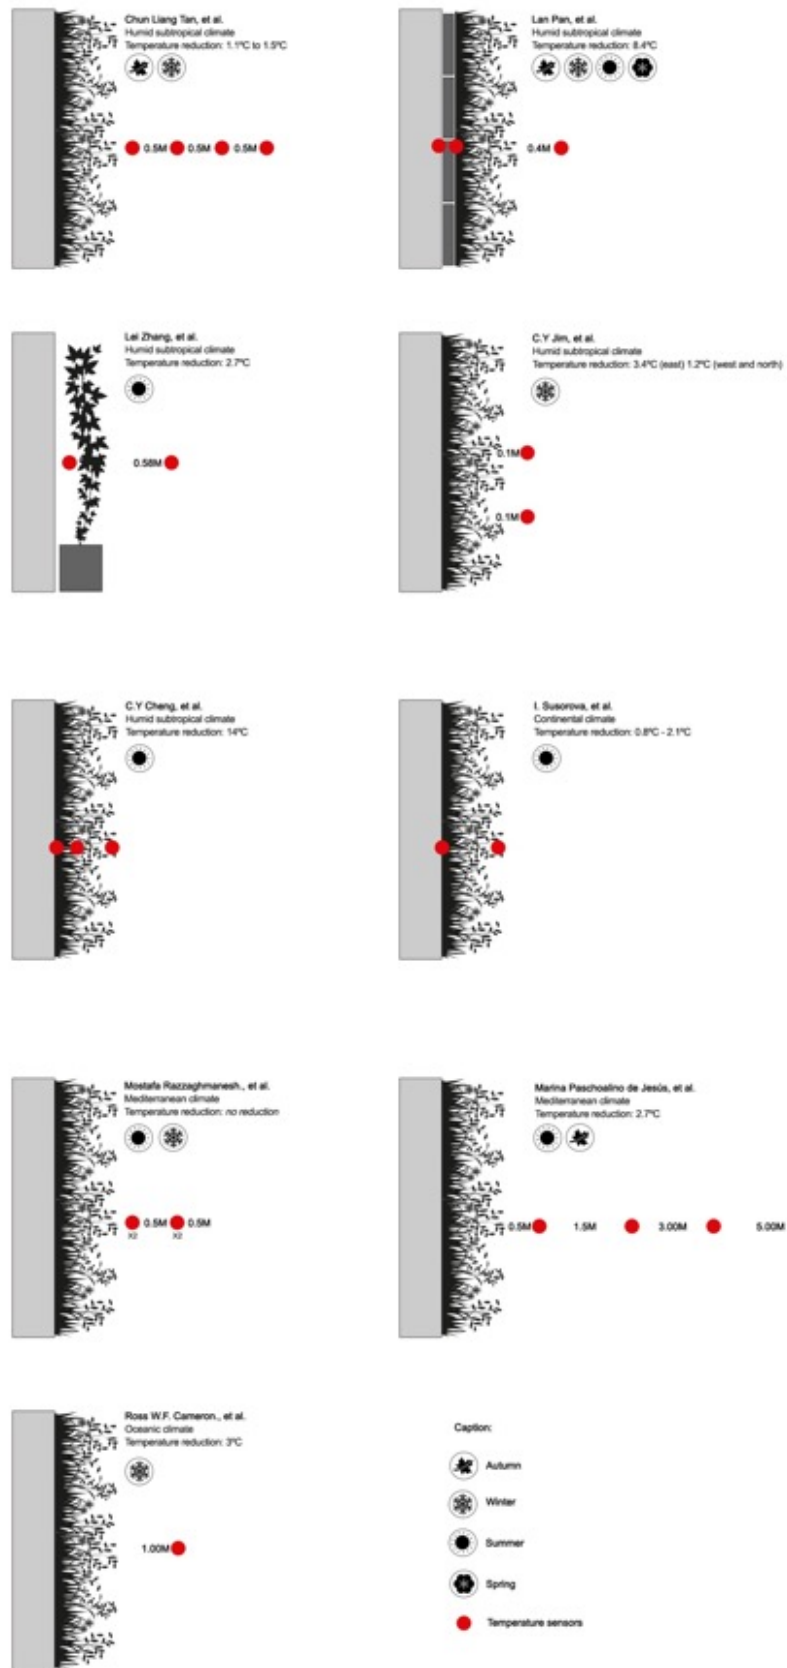 Chun Liang Tan, et al.
Humid subtropical climate
Temperature reduction: 1.1ºC to 1.5ºC
0.5M 0.5M 0.5M
Lan Pan, et al.
Humid subtropical climate
Temperature reduction: 8.4ºC
0.4M
Lei Zhang, et al.
Humid subtropical climate
Temperature reduction: 2.7ºC
0.58M
C.Y Jim, et al.
Humid subtropical climate
Temperature reduction: 3.4ºC (east) 1.2ºC (west and north)
0.1M
0.1M
C.Y Cheng, et al.
Humid subtropical climate
Temperature reduction: 14ºC
I. Susorova, et al.
Continental climate
Temperature reduction: 0.8ºC - 2.1ºC
Mostafa Razzaghmanesh., et al.
Mediterranean climate
Temperature reduction: no reduction
0.5M 0.5M
X2 X2
Marina Paschoalino de Jesús, et al.
Mediterranean climate
Temperature reduction: 2.7ºC
0.5M 1.5M 3.00M 5.00M
Ross W.F. Cameron., et al.
Oceanic climate
Temperature reduction: 3ºC
1.00M
Caption:
Autumn
Winter
Summer
Spring
Temperature sensors